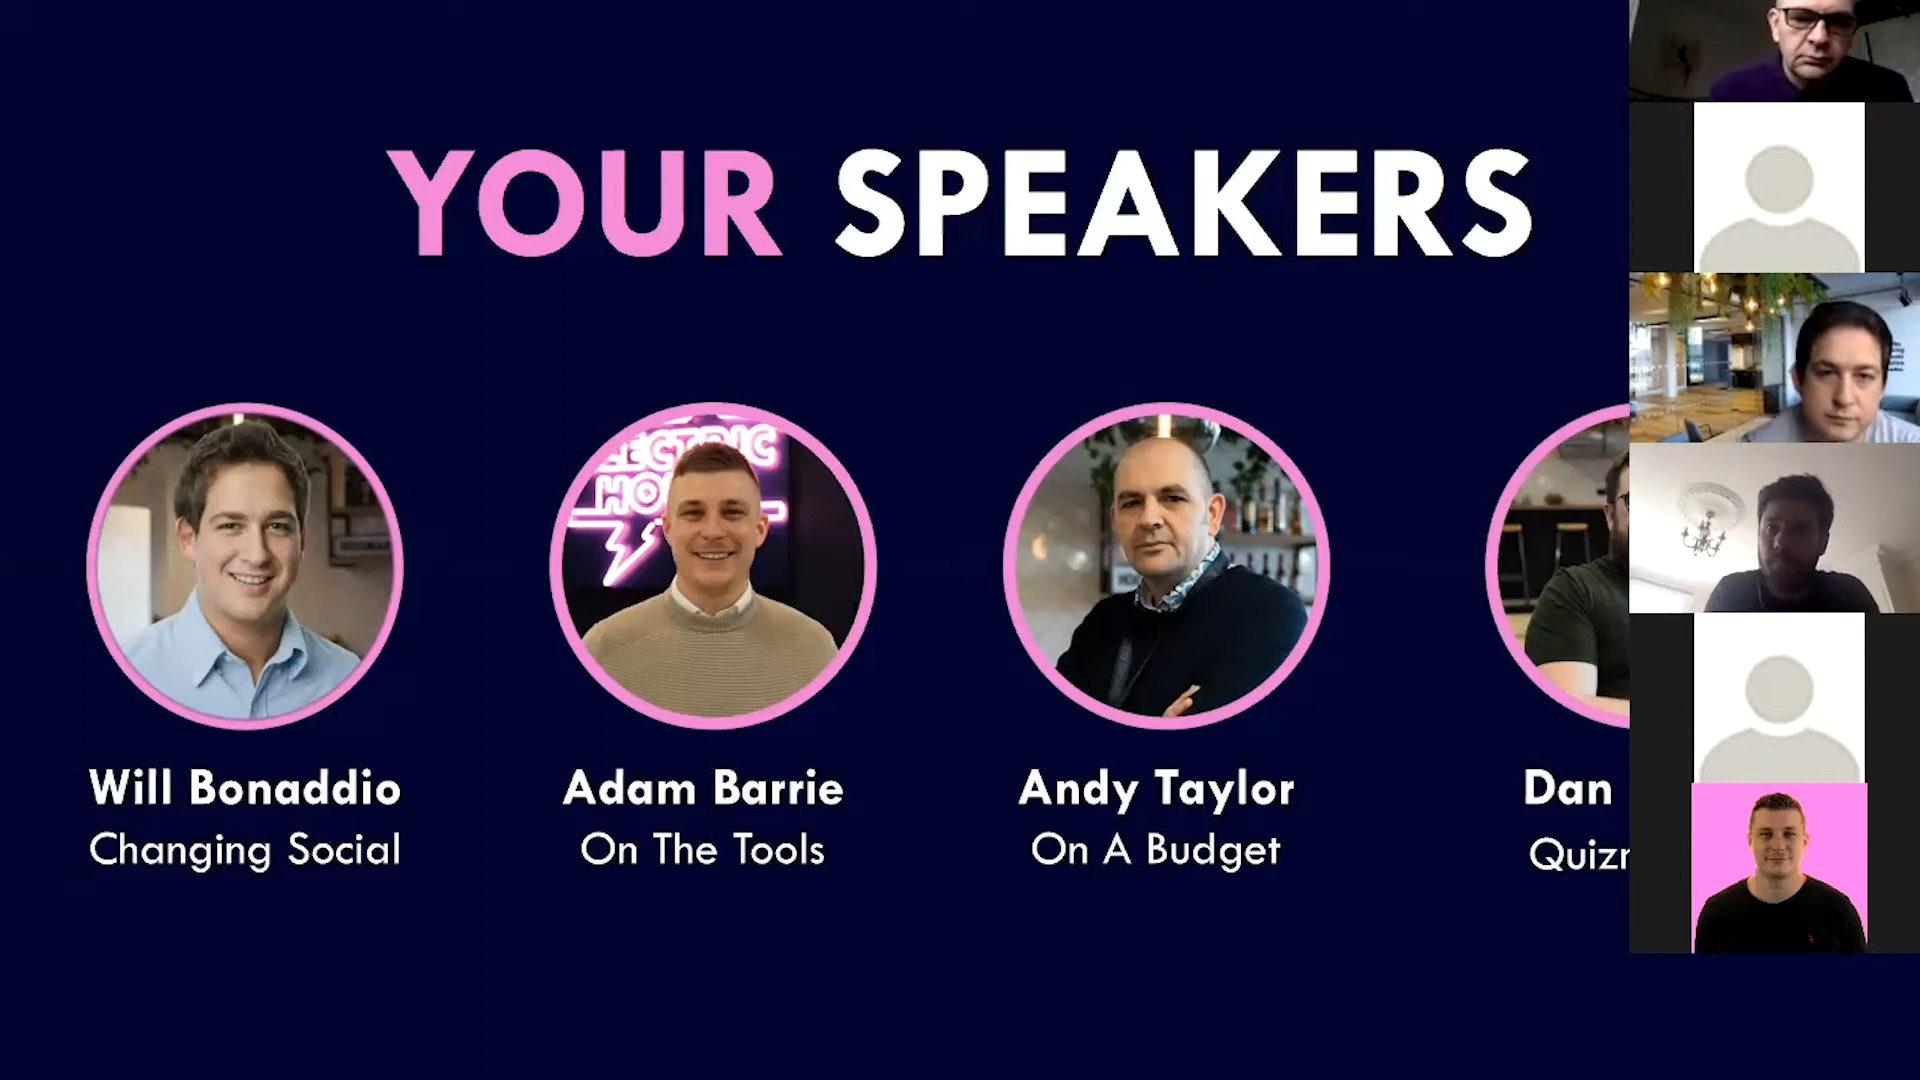 YOUR SPEAKERS
Will Bonaddio
Changing Social
Adam Barrie
On The Tools
Andy Taylor
On A Budget
Dan